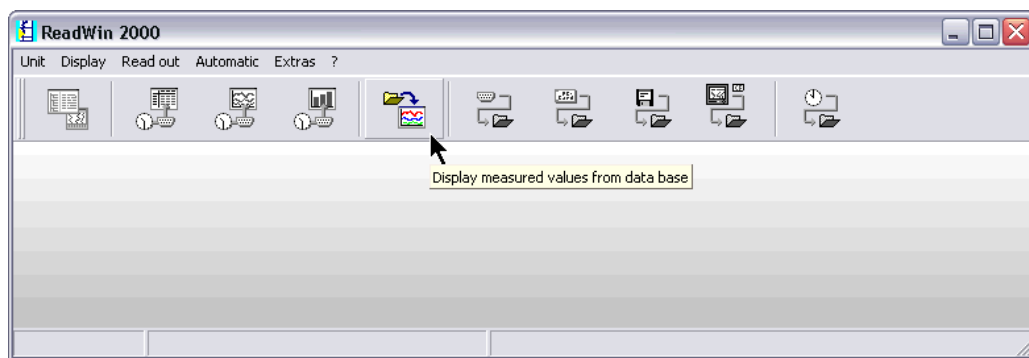 ReadWin 2000
Unit Display Read out Automatic Extras ?
Display measured values from data base